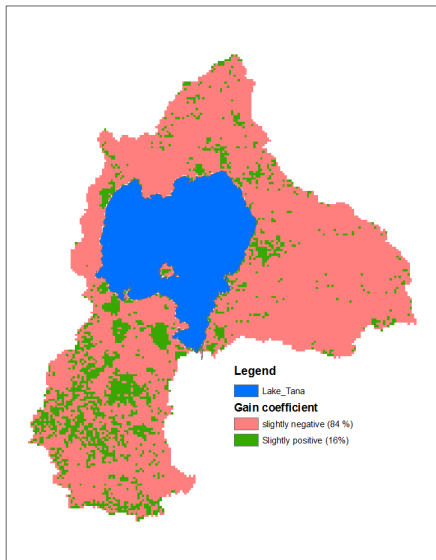 Legend
Lake_Tana
Gain coefficient
slightly negative (84 %)
Slightly positive (16%)